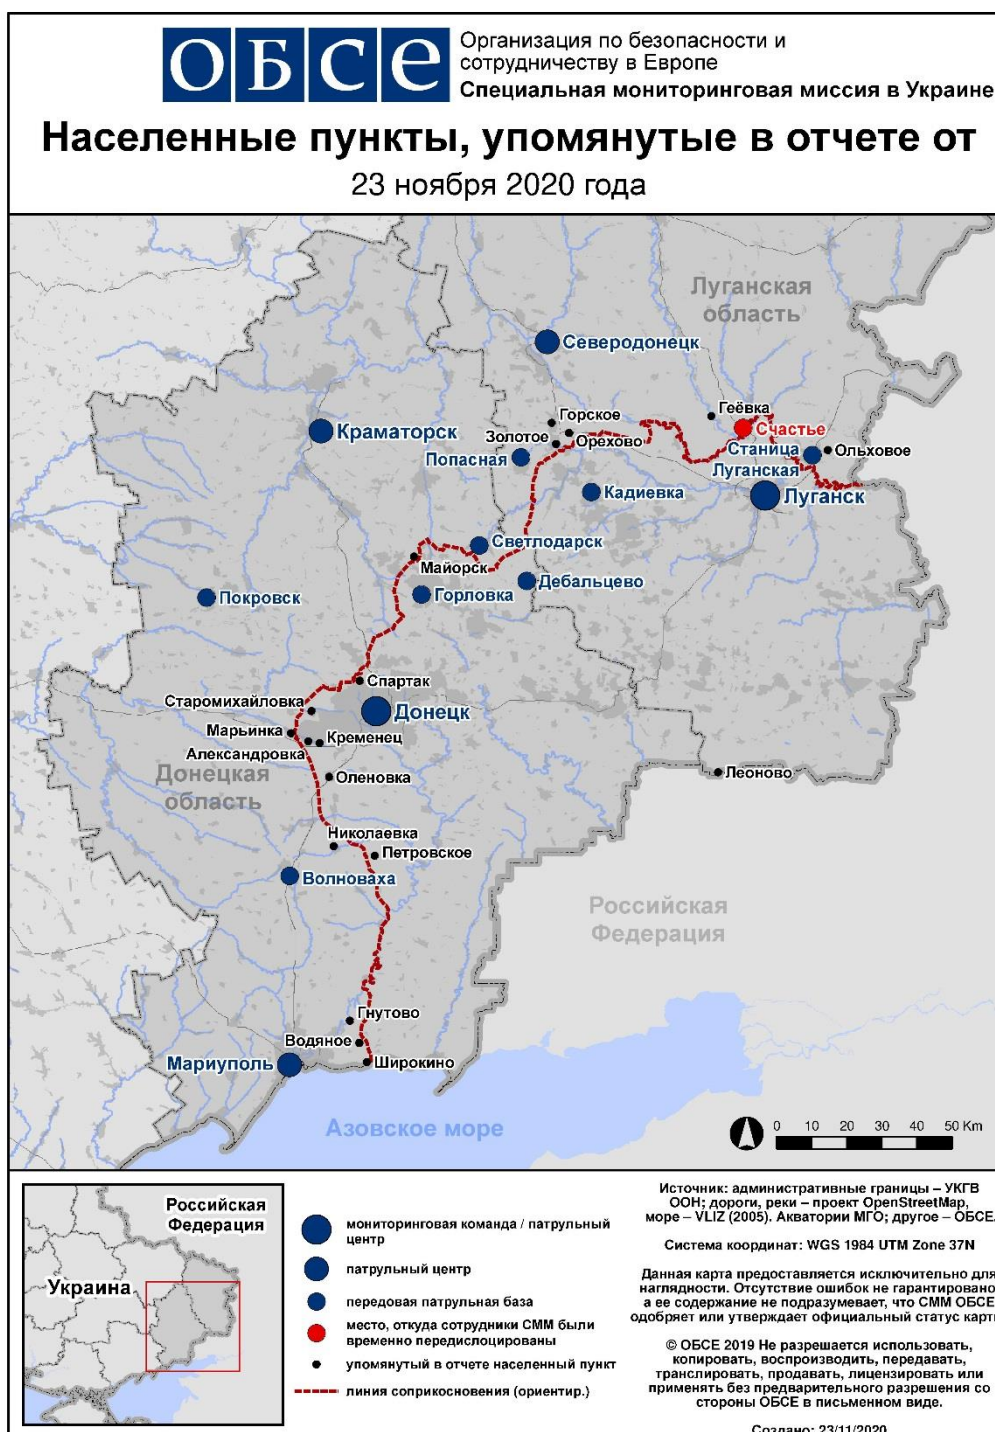 ОБСЕ
Организация по безопасности и
сотрудничеству в Европе
Специальная мониторинговая миссия в Украине
Населенные пункты, упомянутые в отчете от
23 ноября 2020 года
Луганская
область
Северодонецк
Геёвка
Горское
Счастье
Краматорск
Золотое
Орехово
Станица
Луганская
Ольховое
Попасная
Кадиевка
Луганск
Светлодарск
Майорск
Дебальцево
Покровск
Горловка
Спартак
Старомихайловка
Донецк
Марьинка
Кременец
Александровка
Донецкая
область
Оленовка
Леоново
Николаевка
Петровское
Волноваха
Российская
Федерация
Гнутово
Водяное
Мариуполь
Широкино
Азовское море
0 10 20 30 40 50 Km
Российская
Федерация
Украина
мониторинговая команда / патрульный
центр
патрульный центр
передовая патрульная база
место, откуда сотрудники СММ были
временно передислоцированы
упомянутый в отчете населенный пункт
линия соприкосновения (ориентир.)
Источник: административные границы – УКГВ
ООН; дороги, реки – проект OpenStreetMap,
море – VLIZ (2005). Акватории МГО; другое – ОБСЕ.
Система координат: WGS 1984 UTM Zone 37N
Данная карта предоставляется исключительно для
наглядности. Отсутствие ошибок не гарантировано,
а ее содержание не подразумевает, что СММ ОБСЕ
одобряет или утверждает официальный статус карты
© ОБСЕ 2019 Не разрешается использовать,
копировать, воспроизводить, передавать,
транслировать, продавать, лицензировать или
применять без предварительного разрешения со
стороны ОБСЕ в письменном виде.
Создано: 23/11/2020